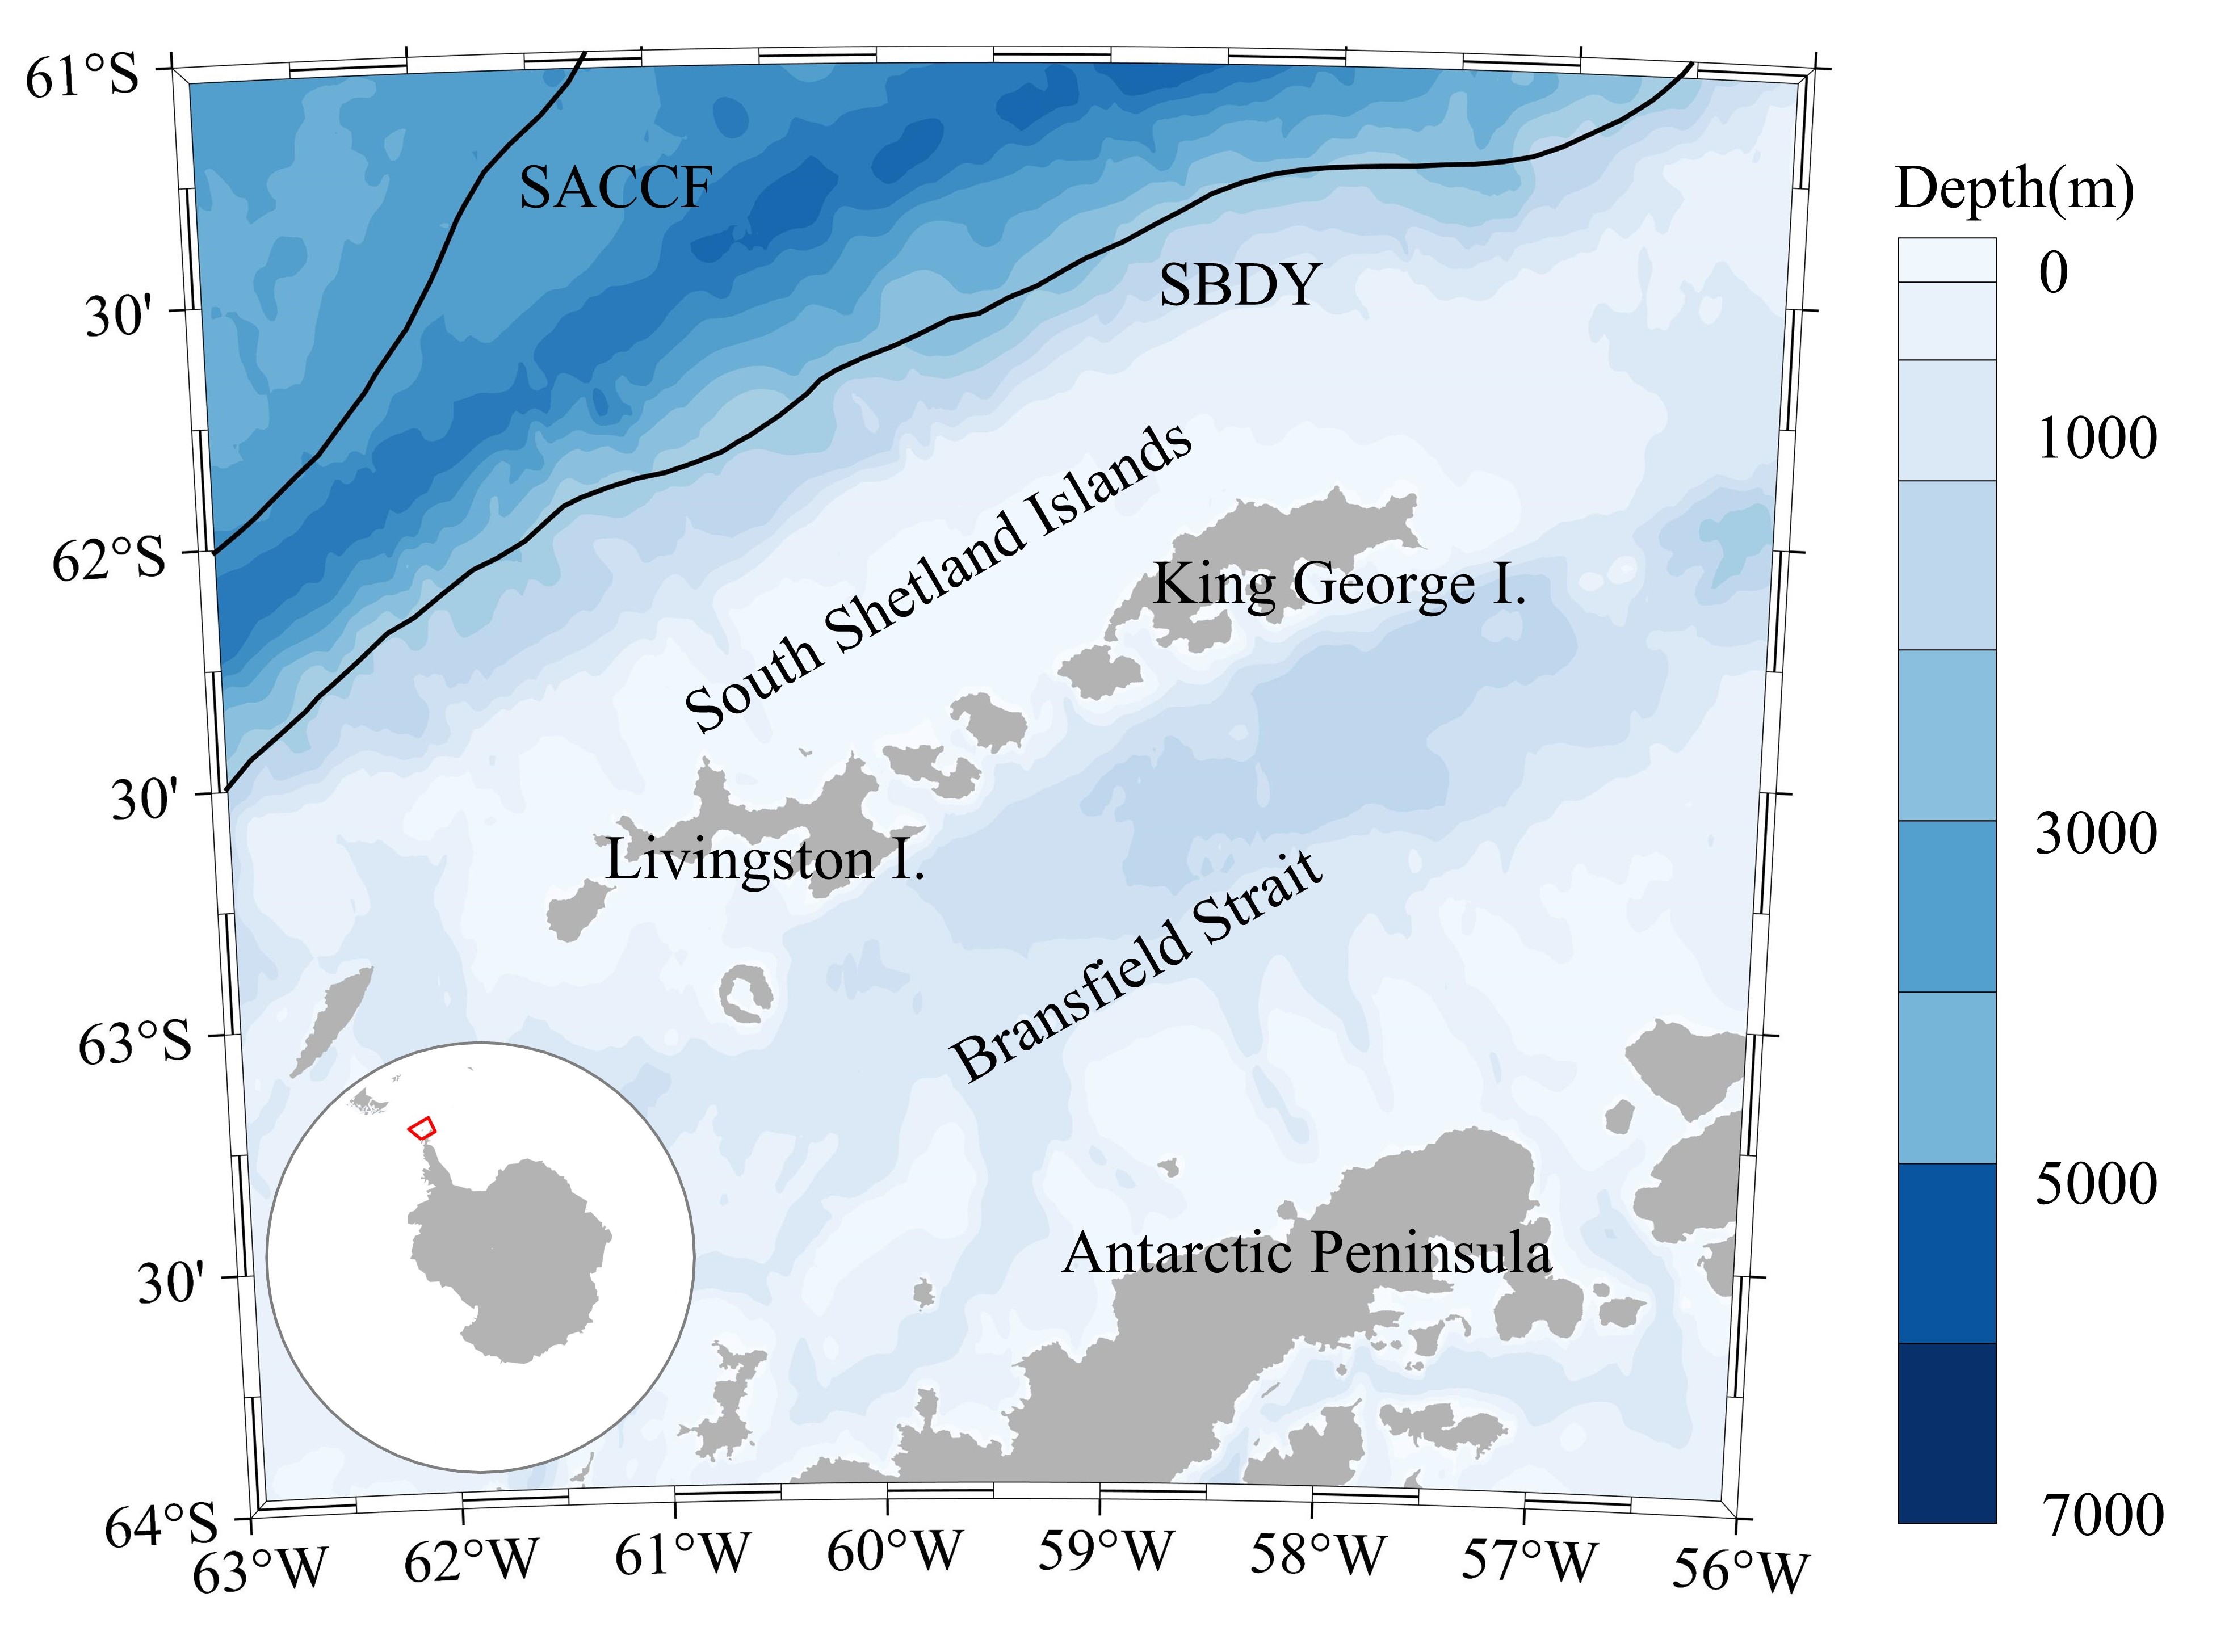 61°S
30'
62°S
30'
63°S
30'
64°S
63°W
62°W
61°W
60°W
59°W
58°W
57°W
56°W
SACCF
SBDY
South Shetland Islands
King George I.
Livingston I.
Bransfield Strait
Antarctic Peninsula
Depth(m)
0
1000
3000
5000
7000